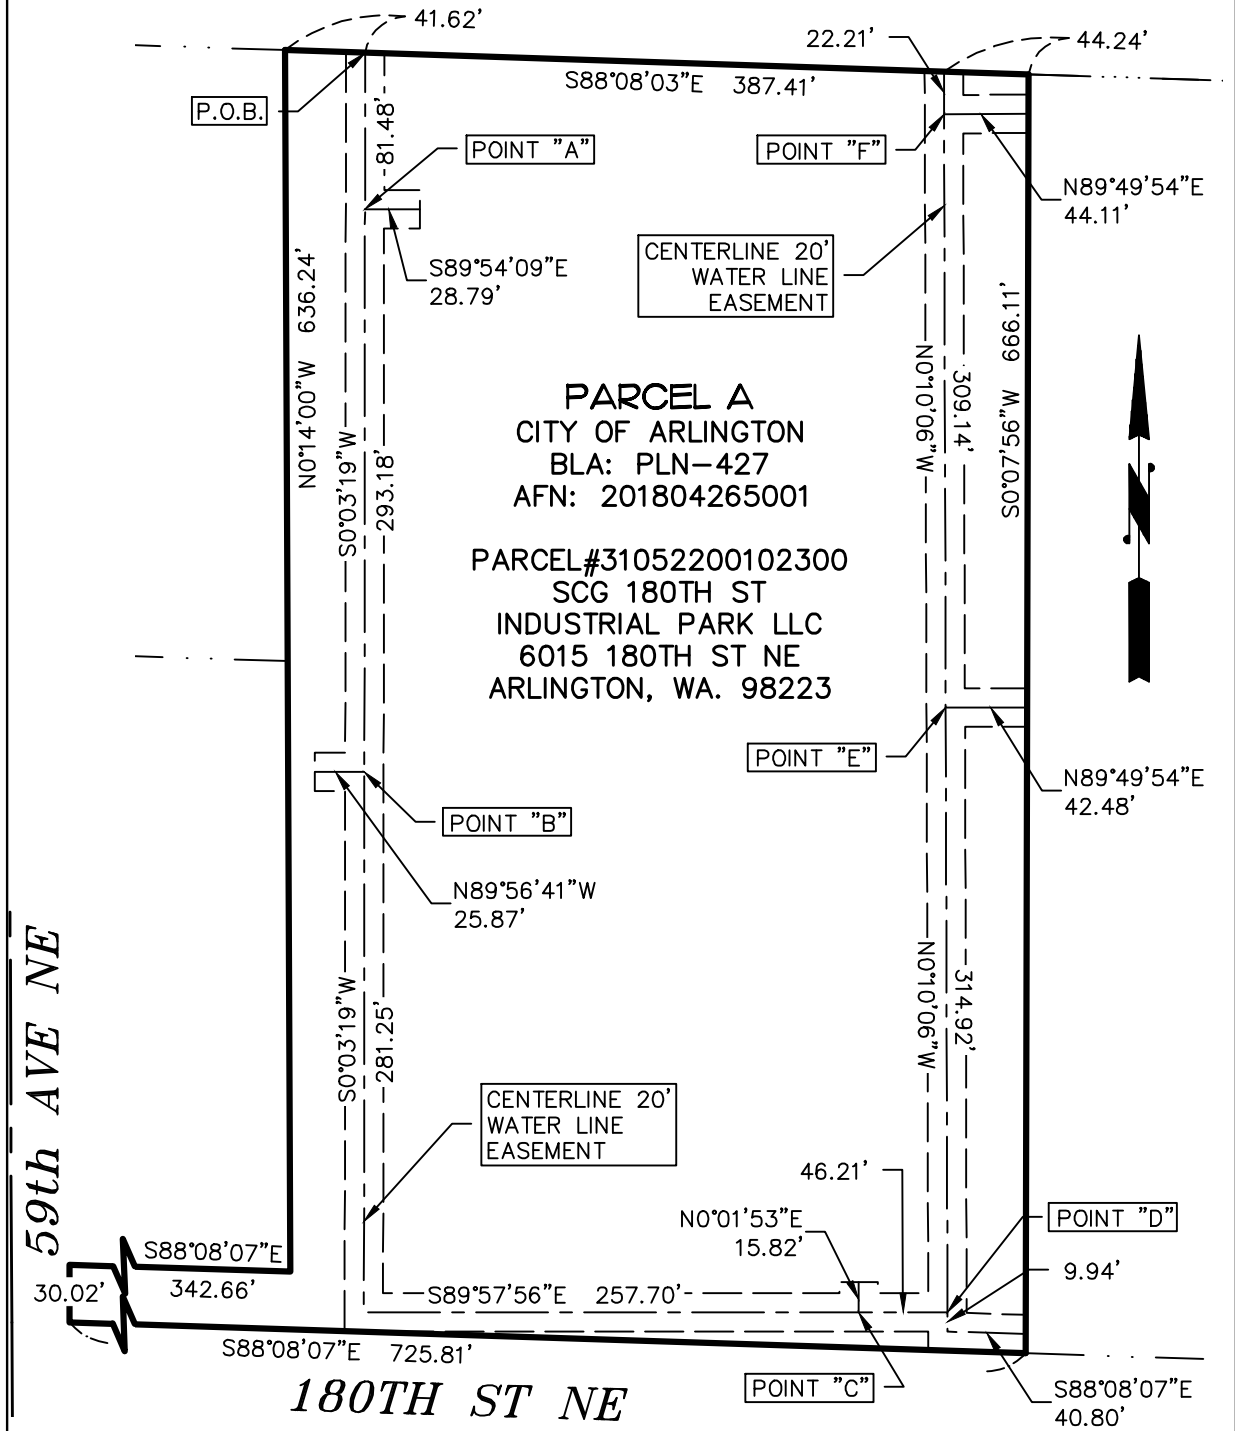 41.62'
22.21'
44.24'
S88°08'03"E 387.41'
P.O.B.
81.48'
POINT "A"
POINT "F"
N89°49'54"E
44.11'
CENTERLINE 20'
WATER LINE
EASEMENT
S89°54'09"E
28.79'
N0°14'00"W 636.24'
S0°03'19"W
293.18'
N0°10'06"W
309.14'
S0°07'56"W 666.11'
PARCEL A
CITY OF ARLINGTON
BLA: PLN-427
AFN: 201804265001
PARCEL#31052200102300
SCG 180TH ST
INDUSTRIAL PARK LLC
6015 180TH ST NE
ARLINGTON, WA. 98223
POINT "E"
N89°49'54"E
42.48'
POINT "B"
N89°56'41"W
25.87'
59th AVE NE
S0°03'19"W
281.25'
N0°10'06"W
314.92'
CENTERLINE 20'
WATER LINE
EASEMENT
46.21'
N0°01'53"E
15.82'
POINT "D"
9.94'
S88°08'07"E
342.66'
30.02'
S89°57'56"E 257.70'
S88°08'07"E 725.81'
POINT "C"
S88°08'07"E
40.80'
180TH ST NE